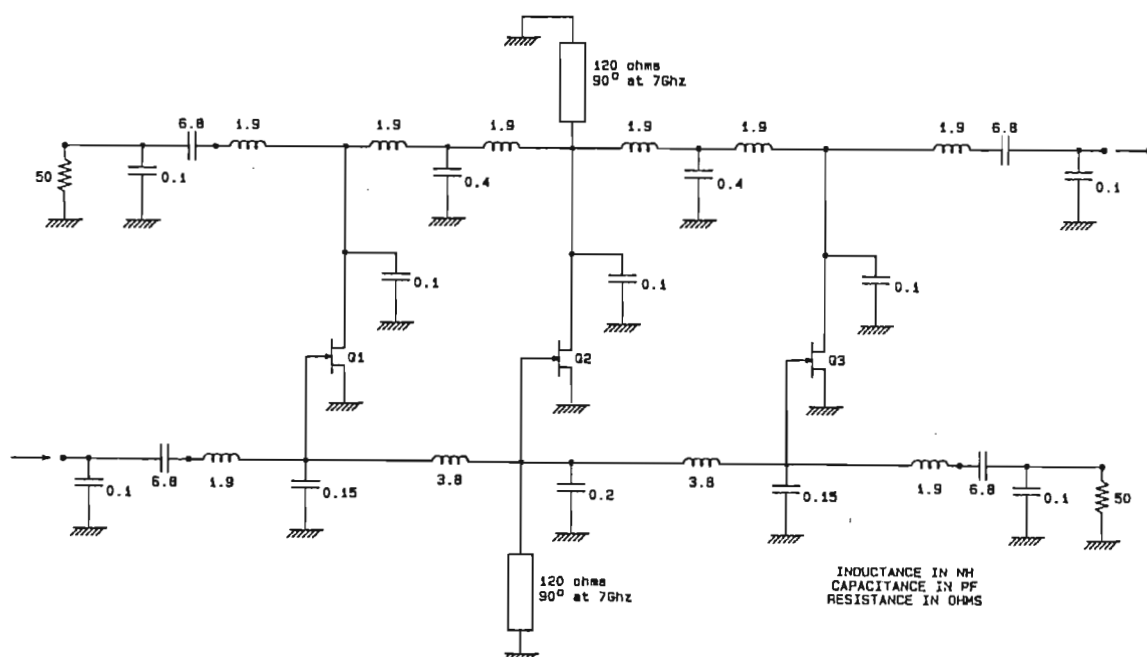 120 ohms
90° at 7Ghz
6.8
1.9
1.9
1.9
1.9
1.9
1.9
6.8
50
0.1
0.4
0.4
0.1
0.1
0.1
0.1
Q1
Q2
Q3
0.1
6.8
1.9
0.15
3.8
0.2
3.8
0.15
1.9
6.8
0.1
50
120 ohms
90° at 7Ghz
INDUCTANCE IN NH
CAPACITANCE IN PF
RESISTANCE IN OHMS